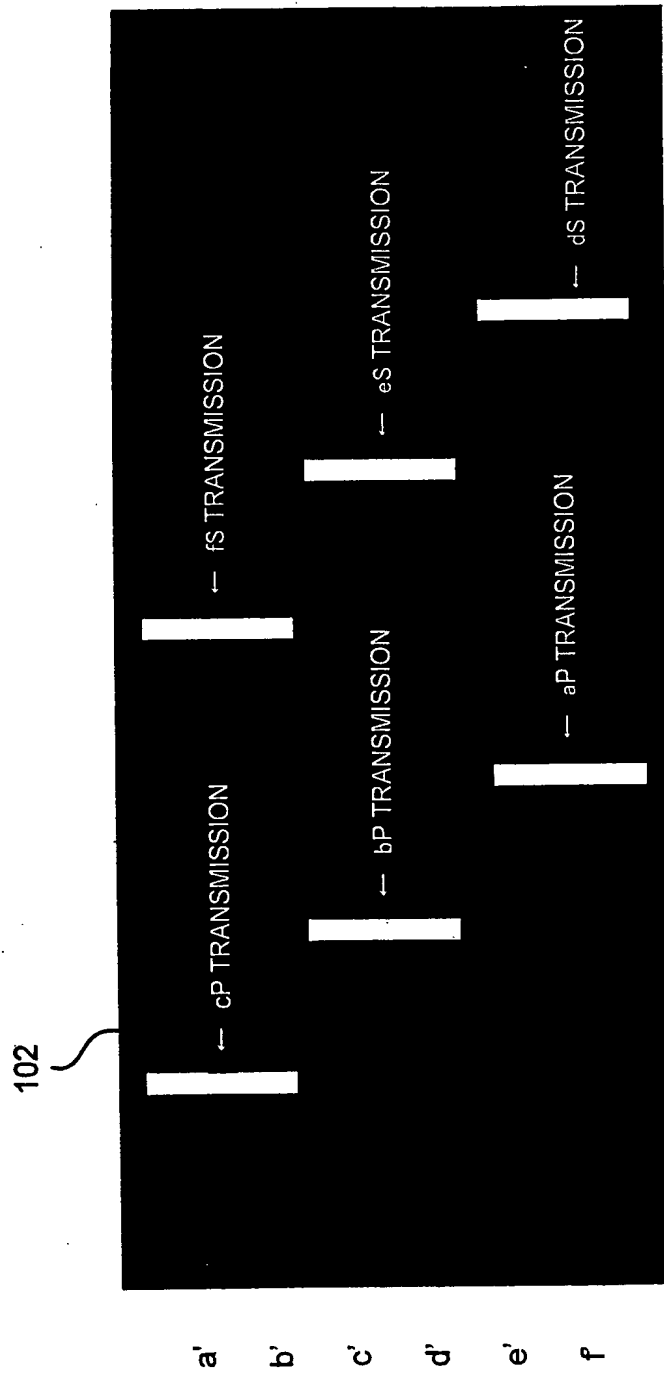 102
a'
← cP TRANSMISSION
← fS TRANSMISSION
b'
c'
← bP TRANSMISSION
← eS TRANSMISSION
d'
e'
← aP TRANSMISSION
← dS TRANSMISSION
f'